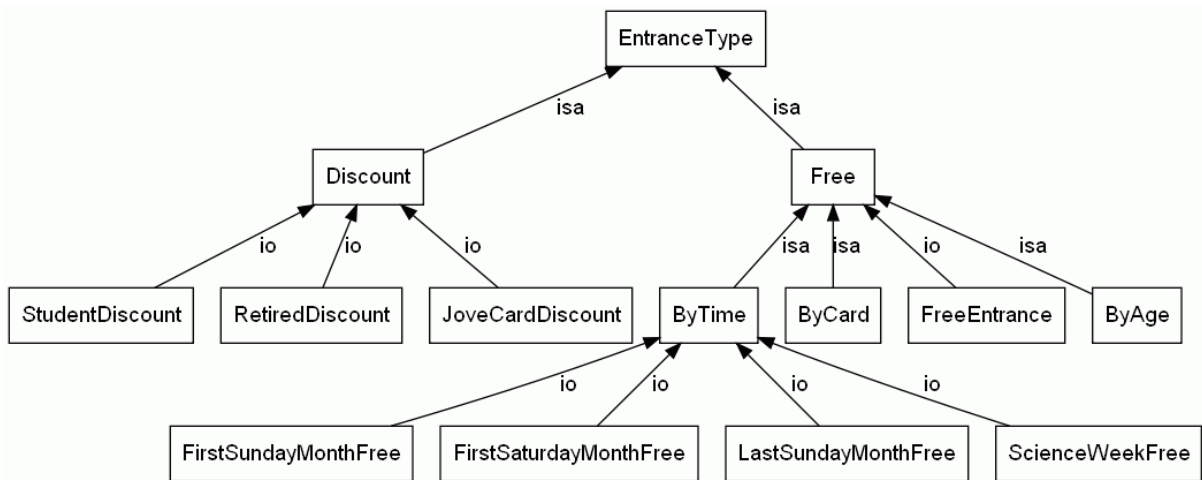 EntranceType
isa
isa
Discount
Free
io
io
io
isa
isa
io
isa
StudentDiscount
RetiredDiscount
JoveCardDiscount
ByTime
ByCard
FreeEntrance
ByAge
io
io
io
io
FirstSundayMonthFree
FirstSaturdayMonthFree
LastSundayMonthFree
ScienceWeekFree